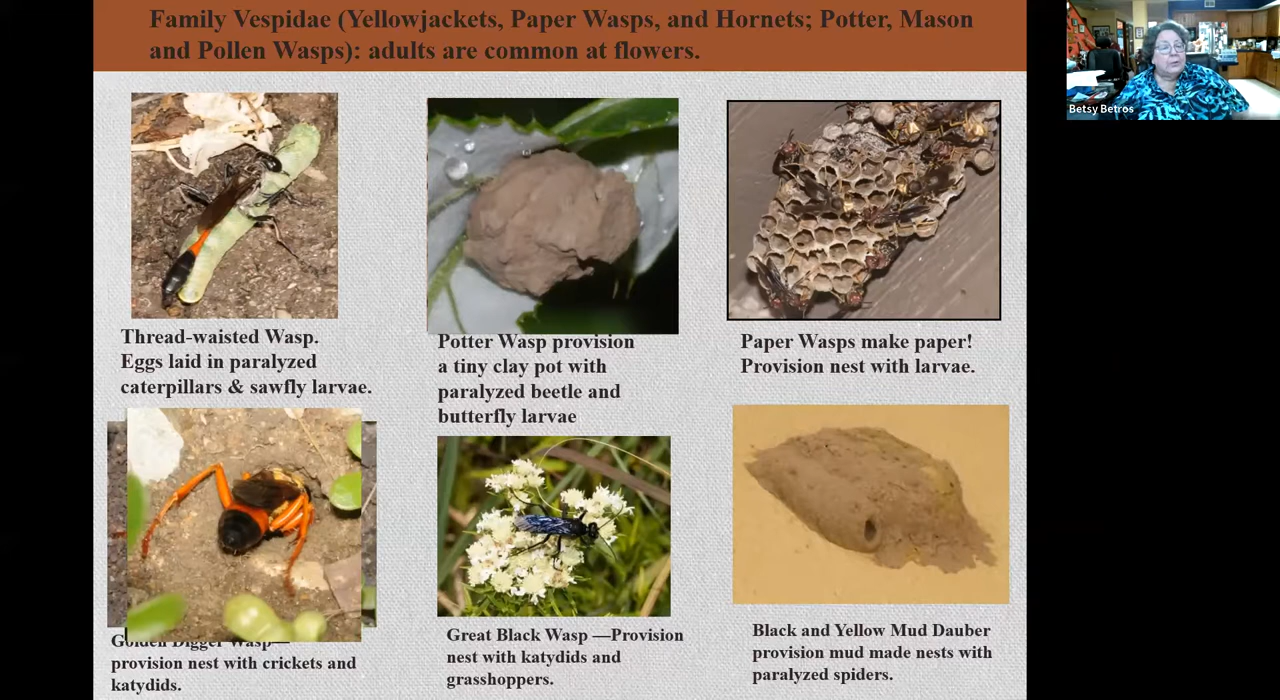 Family Vespidae (Yellowjackets, Paper Wasps, and Hornets; Potter, Mason
and Pollen Wasps): adults are common at flowers.
Betsy Betros
Thread-waisted Wasp.
Eggs laid in paralyzed
caterpillars & sawfly larvae.
Potter Wasp provision
a tiny clay pot with
paralyzed beetle and
butterfly larvae
Paper Wasps make paper!
Provision nest with larvae.
Golden Digger Wasp—
provision nest with crickets and
katydids.
Great Black Wasp —Provision
nest with katydids and
grasshoppers.
Black and Yellow Mud Dauber
provision mud made nests with
paralyzed spiders.